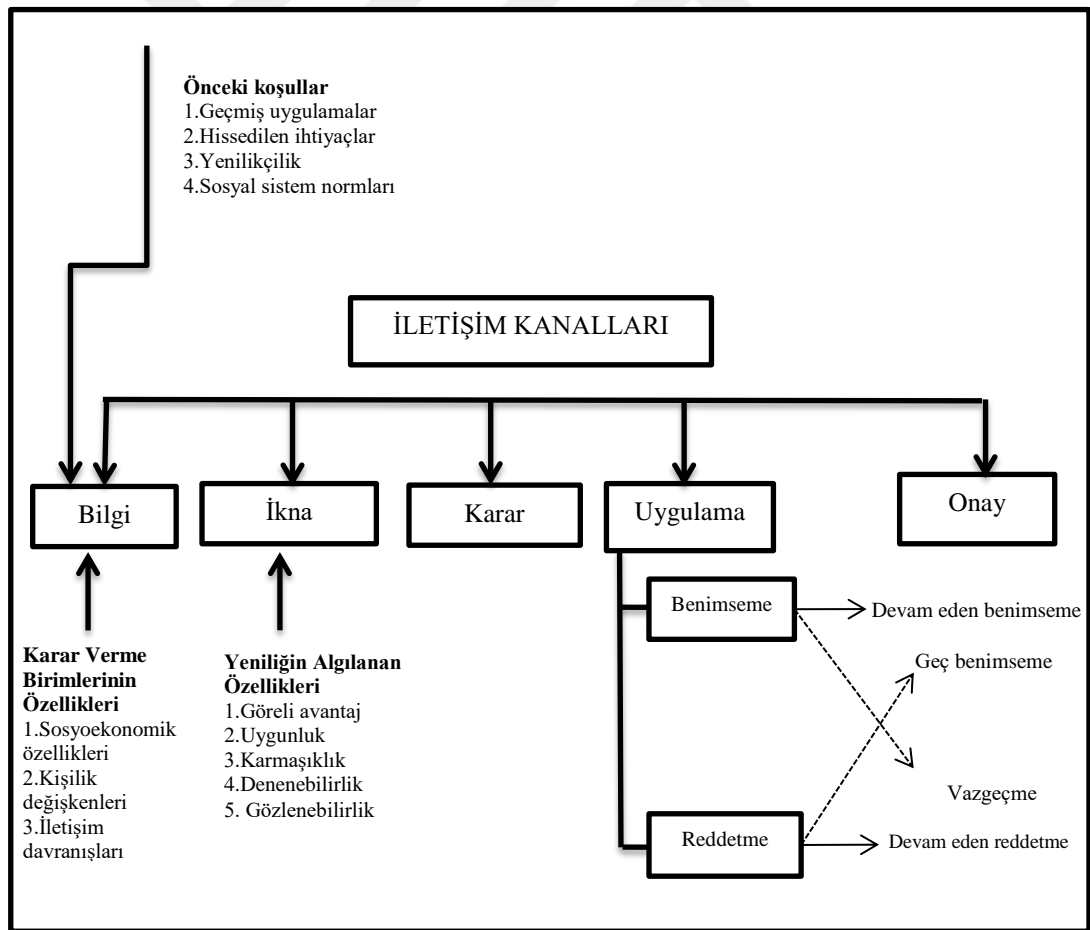 Önceki koşullar
1.Geçmiş uygulamalar
2.Hissedilen ihtiyaçlar
3.Yenilikçilik
4.Sosyal sistem normları
İLETİŞİM KANALLARI
Bilgi
İkna
Karar
Uygulama
Onay
Benimseme
Devam eden benimseme
Geç benimseme
Vazgeçme
Reddetme
Devam eden reddetme
Karar Verme
Birimlerinin
Özellikleri
1.Sosyoekonomik
özellikleri
2.Kişilik
değişkenleri
3.İletişim
davranışları
Yeniliğin Algılanan
Özellikleri
1.Göreli avantaj
2.Uygunluk
3.Karmaşıklık
4.Denenebilirlik
5. Gözlenebilirlik